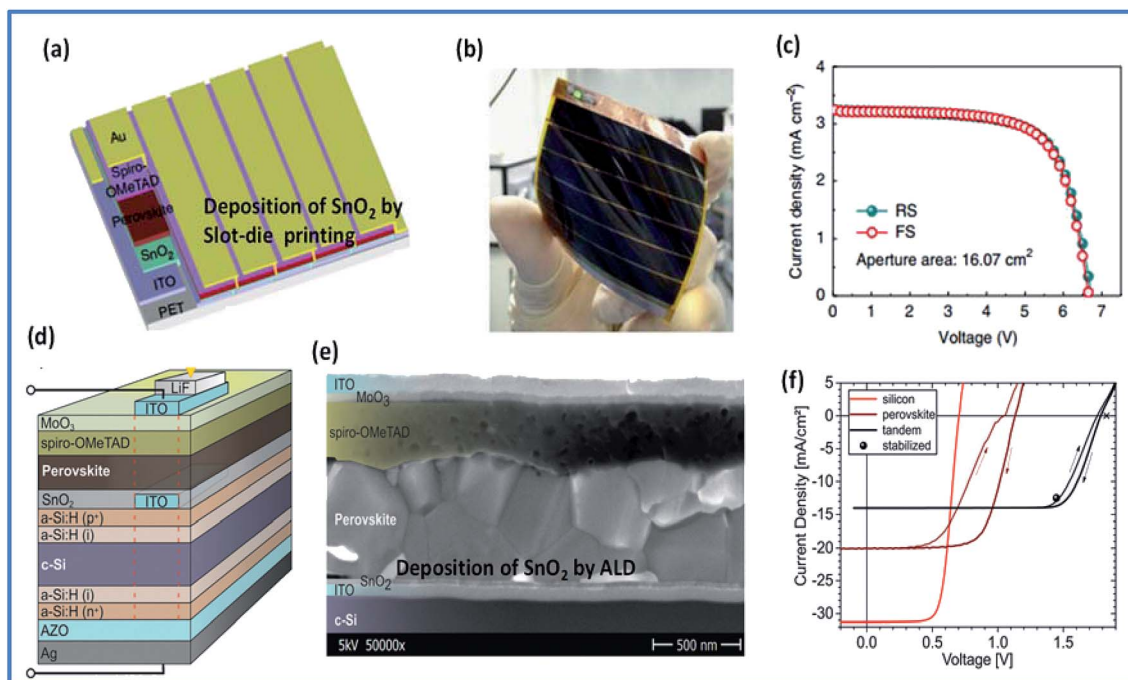 (a)
Au
Spiro-
OMeTAD
Perovskite
SnO₂
ITO
PET
Deposition of SnO₂ by
Slot-die printing
(b)
(c)
Current density (mA cm⁻²)
4
3
2
1
0
RS
FS
Aperture area: 16.07 cm²
0 1 2 3 4 5 6 7
Voltage (V)
(d)
LiF
ITO
MoO₃
spiro-OMeTAD
Perovskite
SnO₂
ITO
a-Si:H (p⁺)
a-Si:H (i)
c-Si
a-Si:H (i)
a-Si:H (n⁺)
AZO
Ag
(e)
ITO
MoO₃
spiro-OMeTAD
Perovskite
Deposition of SnO₂ by ALD
SnO₂
ITO
c-Si
5kV 50000x
500 nm
(f)
silicon
perovskite
tandem
stabilized
Current Density [mA/cm²]
5
0
-5
-10
-15
-20
-25
-30
0.0 0.5 1.0 1.5
Voltage [V]